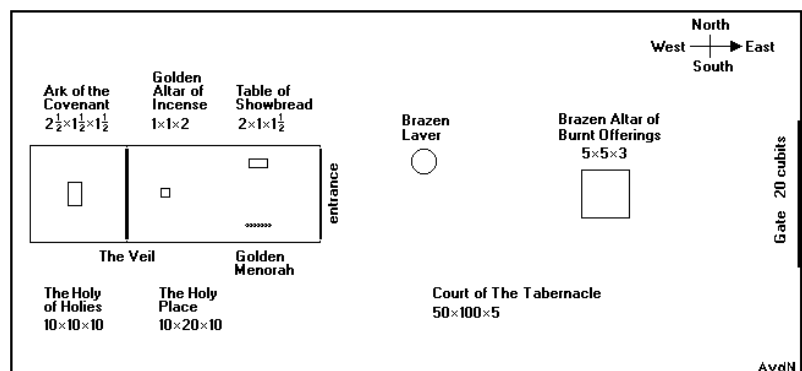 North
West East
South
Ark of the
Covenant
2½×1½×1½
Golden
Altar of
Incense
1×1×2
Table of
Showbread
2×1×1½
Brazen
Laver
Brazen Altar of
Burnt Offerings
5×5×3
entrance
Gate 20 cubits
The Veil
Golden
Menorah
The Holy
of Holies
10×10×10
The Holy
Place
10×20×10
Court of The Tabernacle
50×100×5
AvdN